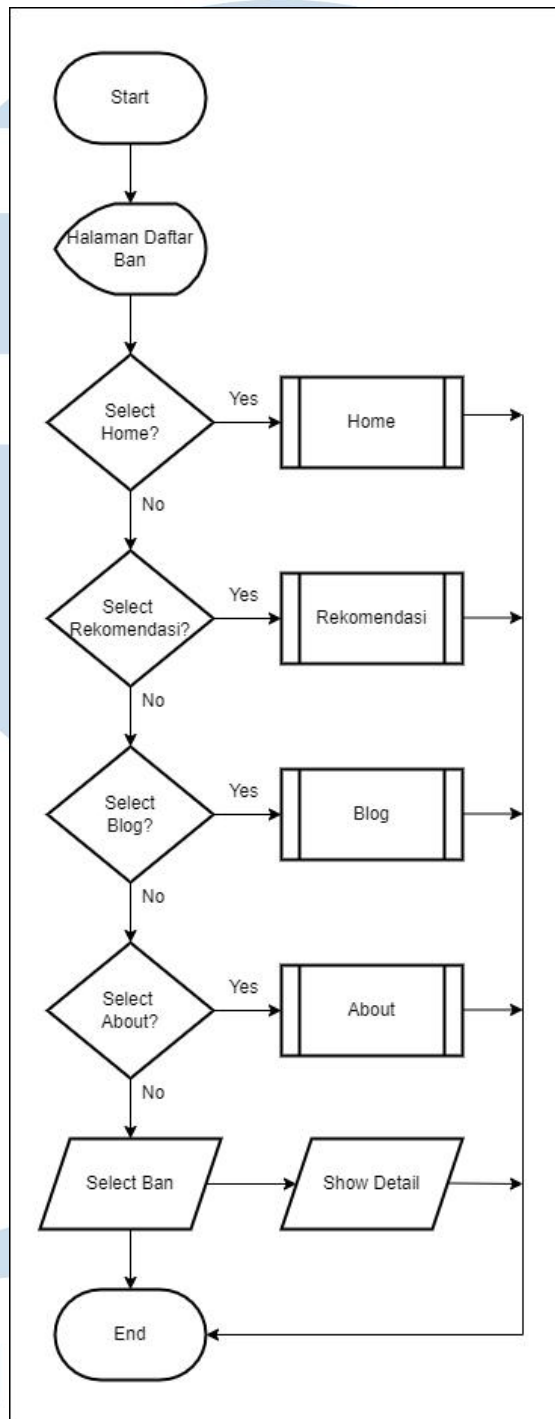 Start
Halaman Daftar
Ban
Select
Home?
Yes
Home
No
Select
Rekomendasi?
Yes
Rekomendasi
No
Select
Blog?
Yes
Blog
No
Select
About?
Yes
About
No
Select Ban
Show Detail
End